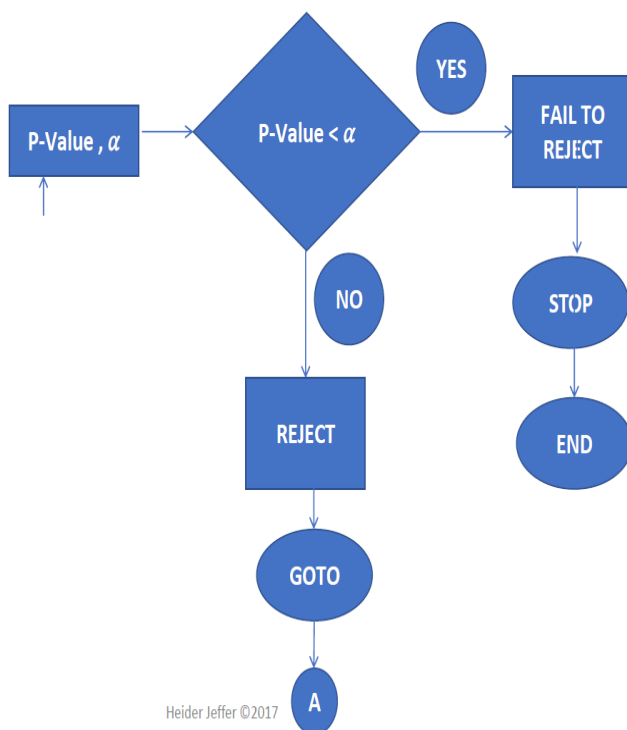 P-Value , α
P-Value < α
YES
FAIL TO
REJECT
NO
STOP
REJECT
END
GOTO
A
Heider Jeffer ©2017